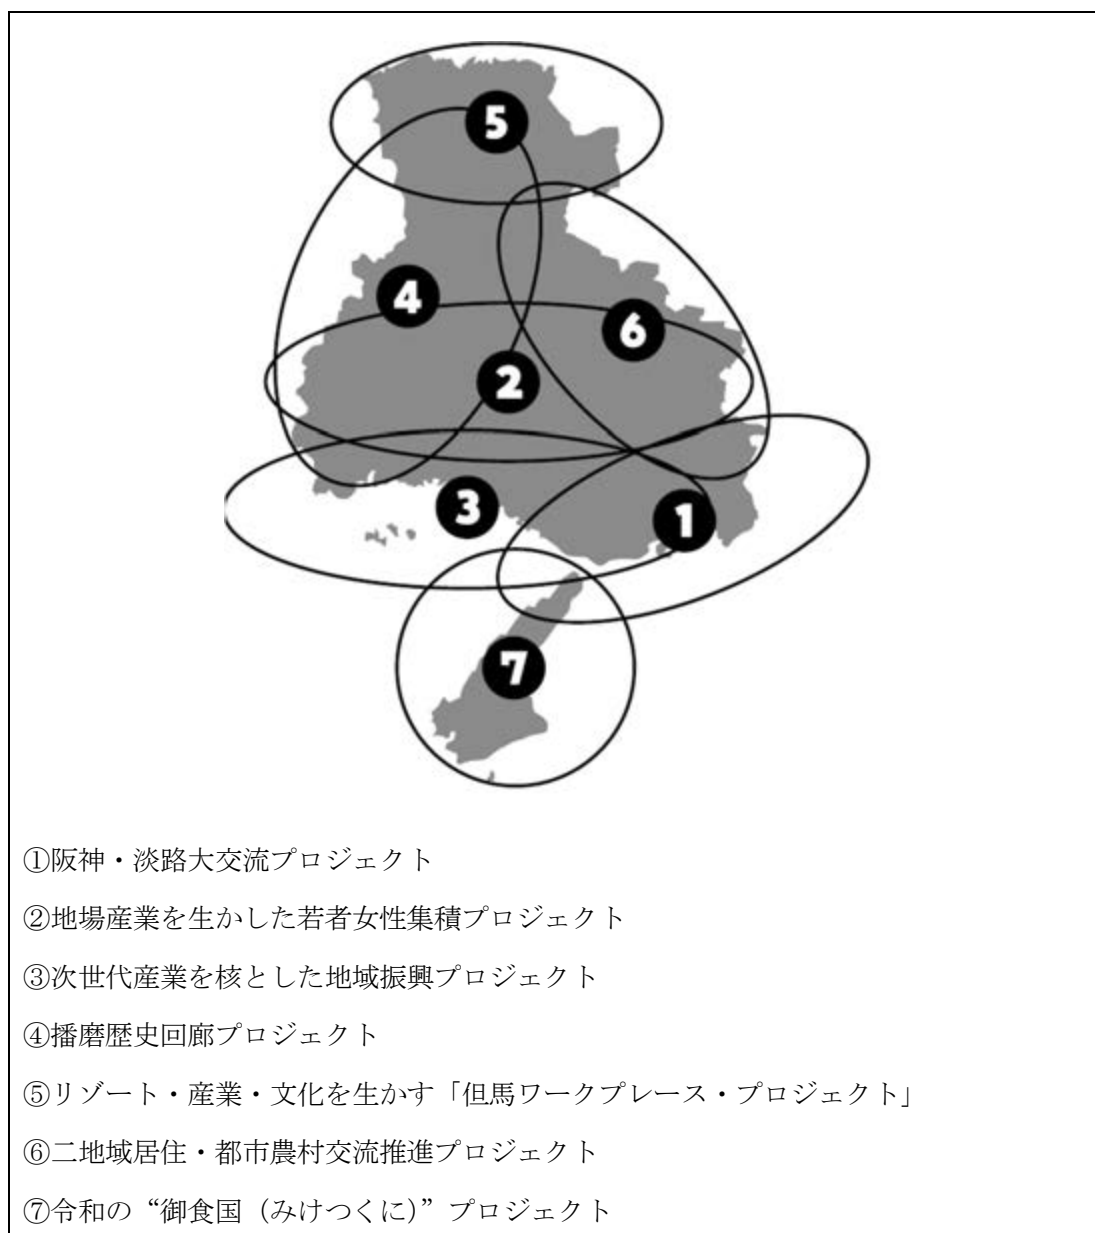 5
4
6
2
3
1
7
①阪神・淡路大交流プロジェクト
②地場産業を生かした若者女性集積プロジェクト
③次世代産業を核とした地域振興プロジェクト
④播磨歴史回廊プロジェクト
⑤リゾート・産業・文化を生かす「但馬ワークプレース・プロジェクト」
⑥二地域居住・都市農村交流推進プロジェクト
⑦令和の“御食国（みけつくに）”プロジェクト